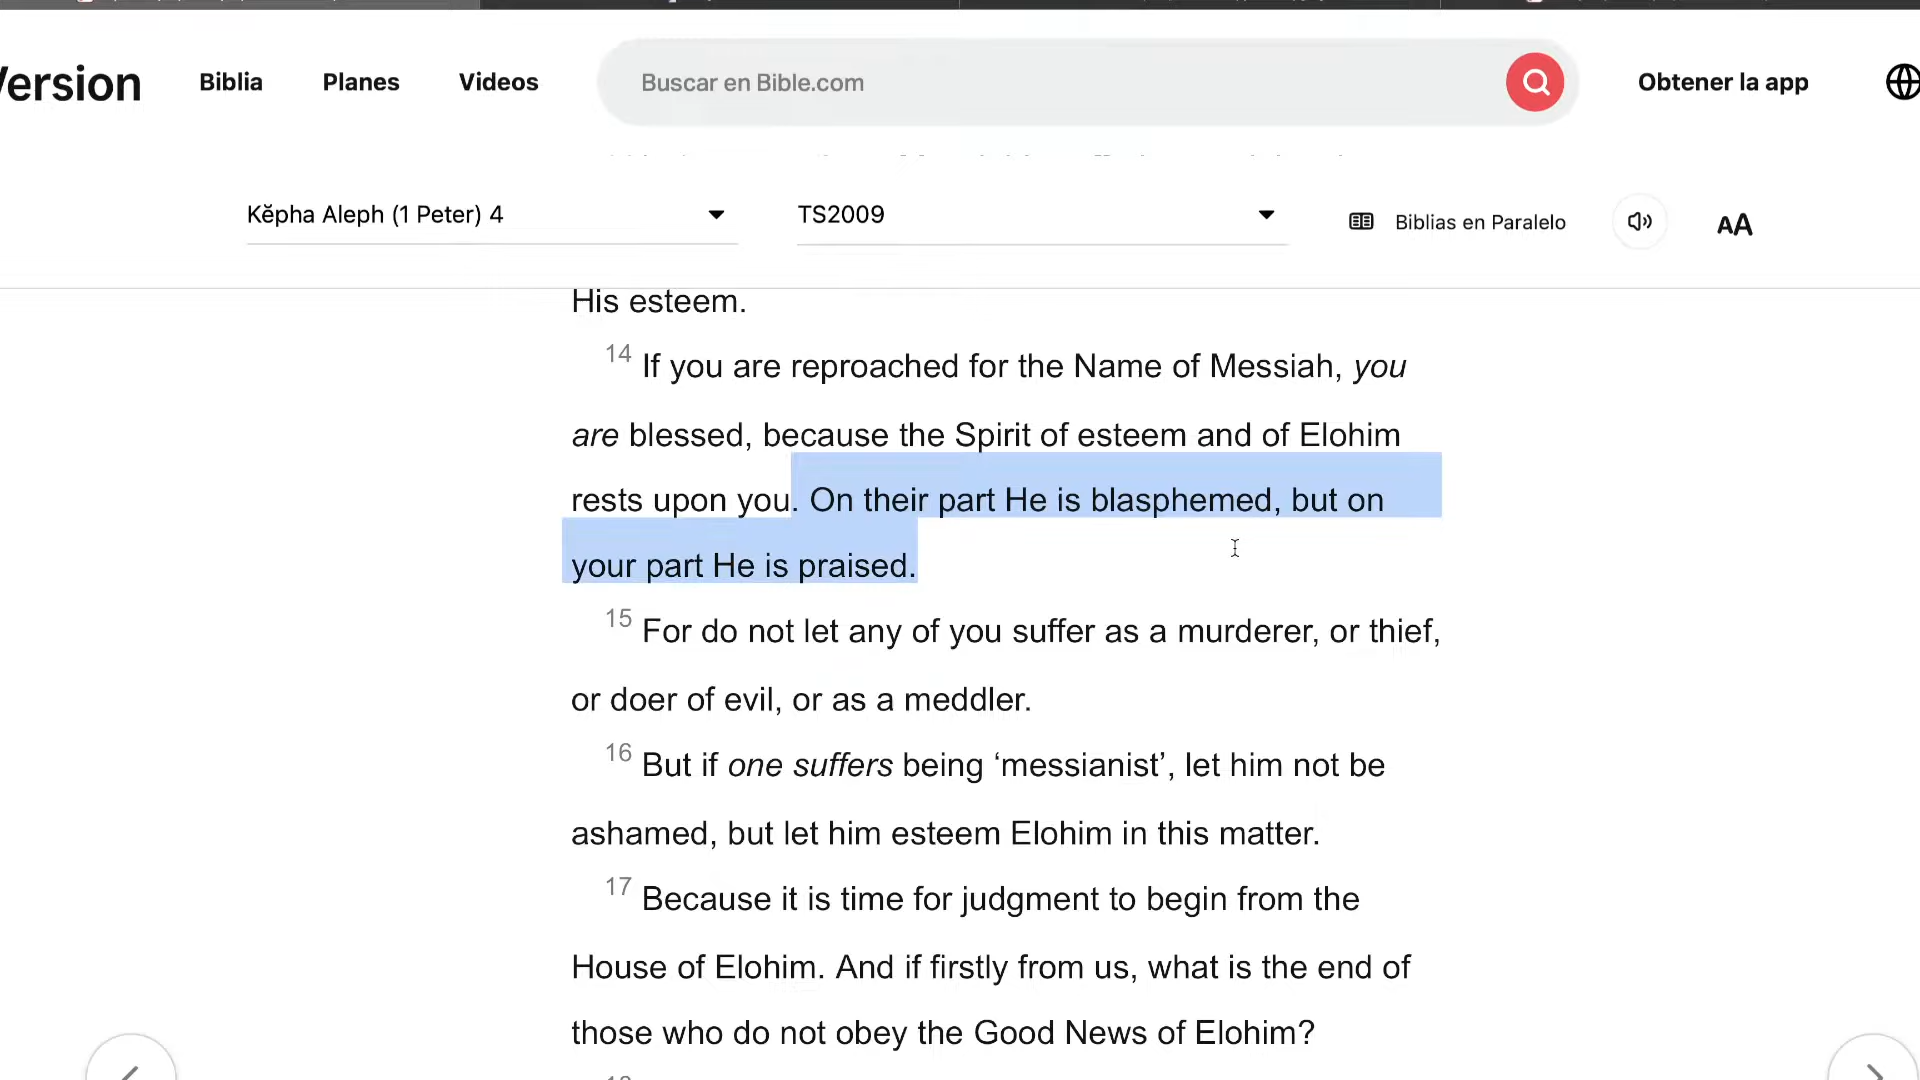 Version Biblia Planes Videos Buscar en Bible.com Obtener la app
Kĕpha Aleph (1 Peter) 4 TS2009 Biblias en Paralelo AA
His esteem.
14 If you are reproached for the Name of Messiah, you
are blessed, because the Spirit of esteem and of Elohim
rests upon you. On their part He is blasphemed, but on
your part He is praised.
15 For do not let any of you suffer as a murderer, or thief,
or doer of evil, or as a meddler.
16 But if one suffers being ‘messianist’, let him not be
ashamed, but let him esteem Elohim in this matter.
17 Because it is time for judgment to begin from the
House of Elohim. And if firstly from us, what is the end of
those who do not obey the Good News of Elohim?